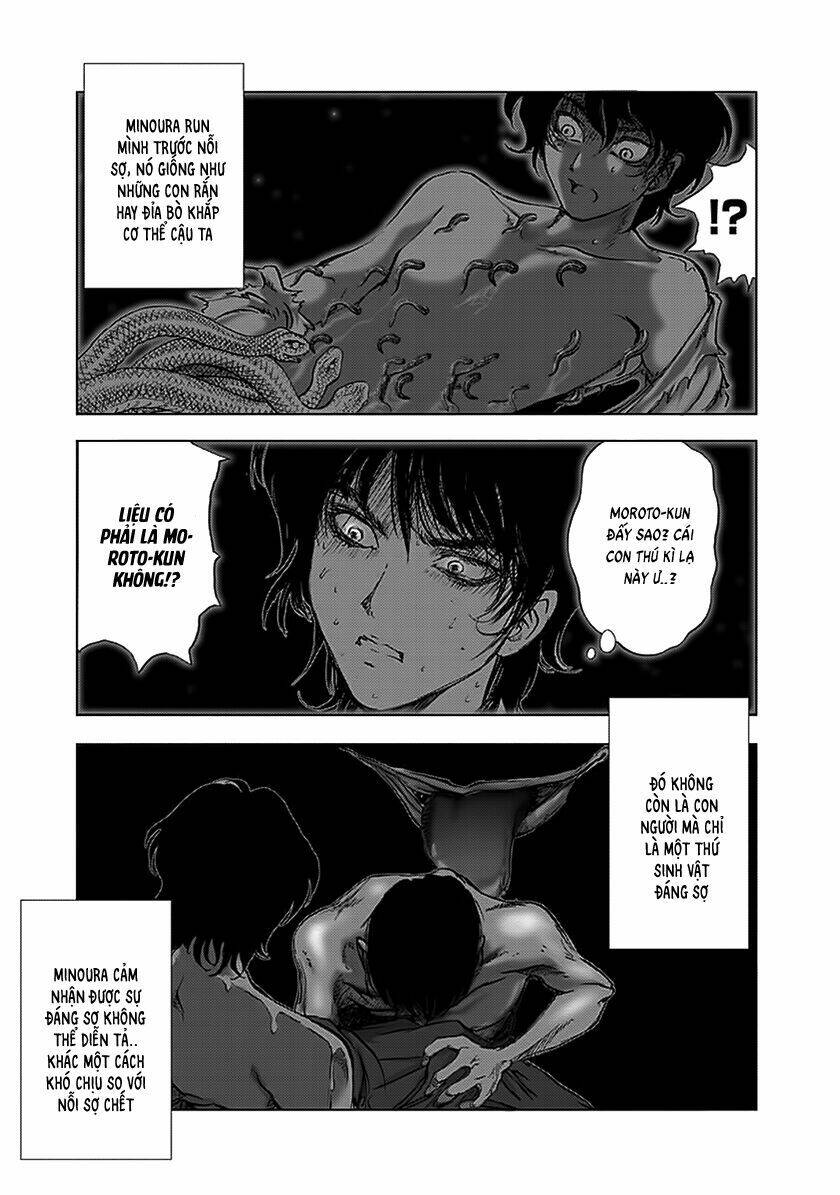 MINOURA RUN
MÌNH TRƯỚC NỖI
SỢ, NÓ GIỐNG NHƯ
NHỮNG CON RẮN
HAY ĐỈA BÒ KHẮP
CƠ THỂ CẬU TA
!?
LIỆU CÓ
PHẢI LÀ MO-
ROTO-KUN
KHÔNG!?
MOROTO-KUN
ĐẤY SAO? CÁI
CON THÚ KÌ LẠ
NÀY Ư..?
ĐÓ KHÔNG
CÒN LÀ CON
NGƯỜI MÀ CHỈ
LÀ MỘT THỨ
SINH VẬT
ĐÁNG SỢ
MINOURA CẢM
NHẬN ĐƯỢC SỰ
ĐÁNG SỢ KHÔNG
THỂ DIỄN TẢ..
KHÁC MỘT CÁCH
KHÓ CHỊU SO VỚI
NỖI SỢ CHẾT